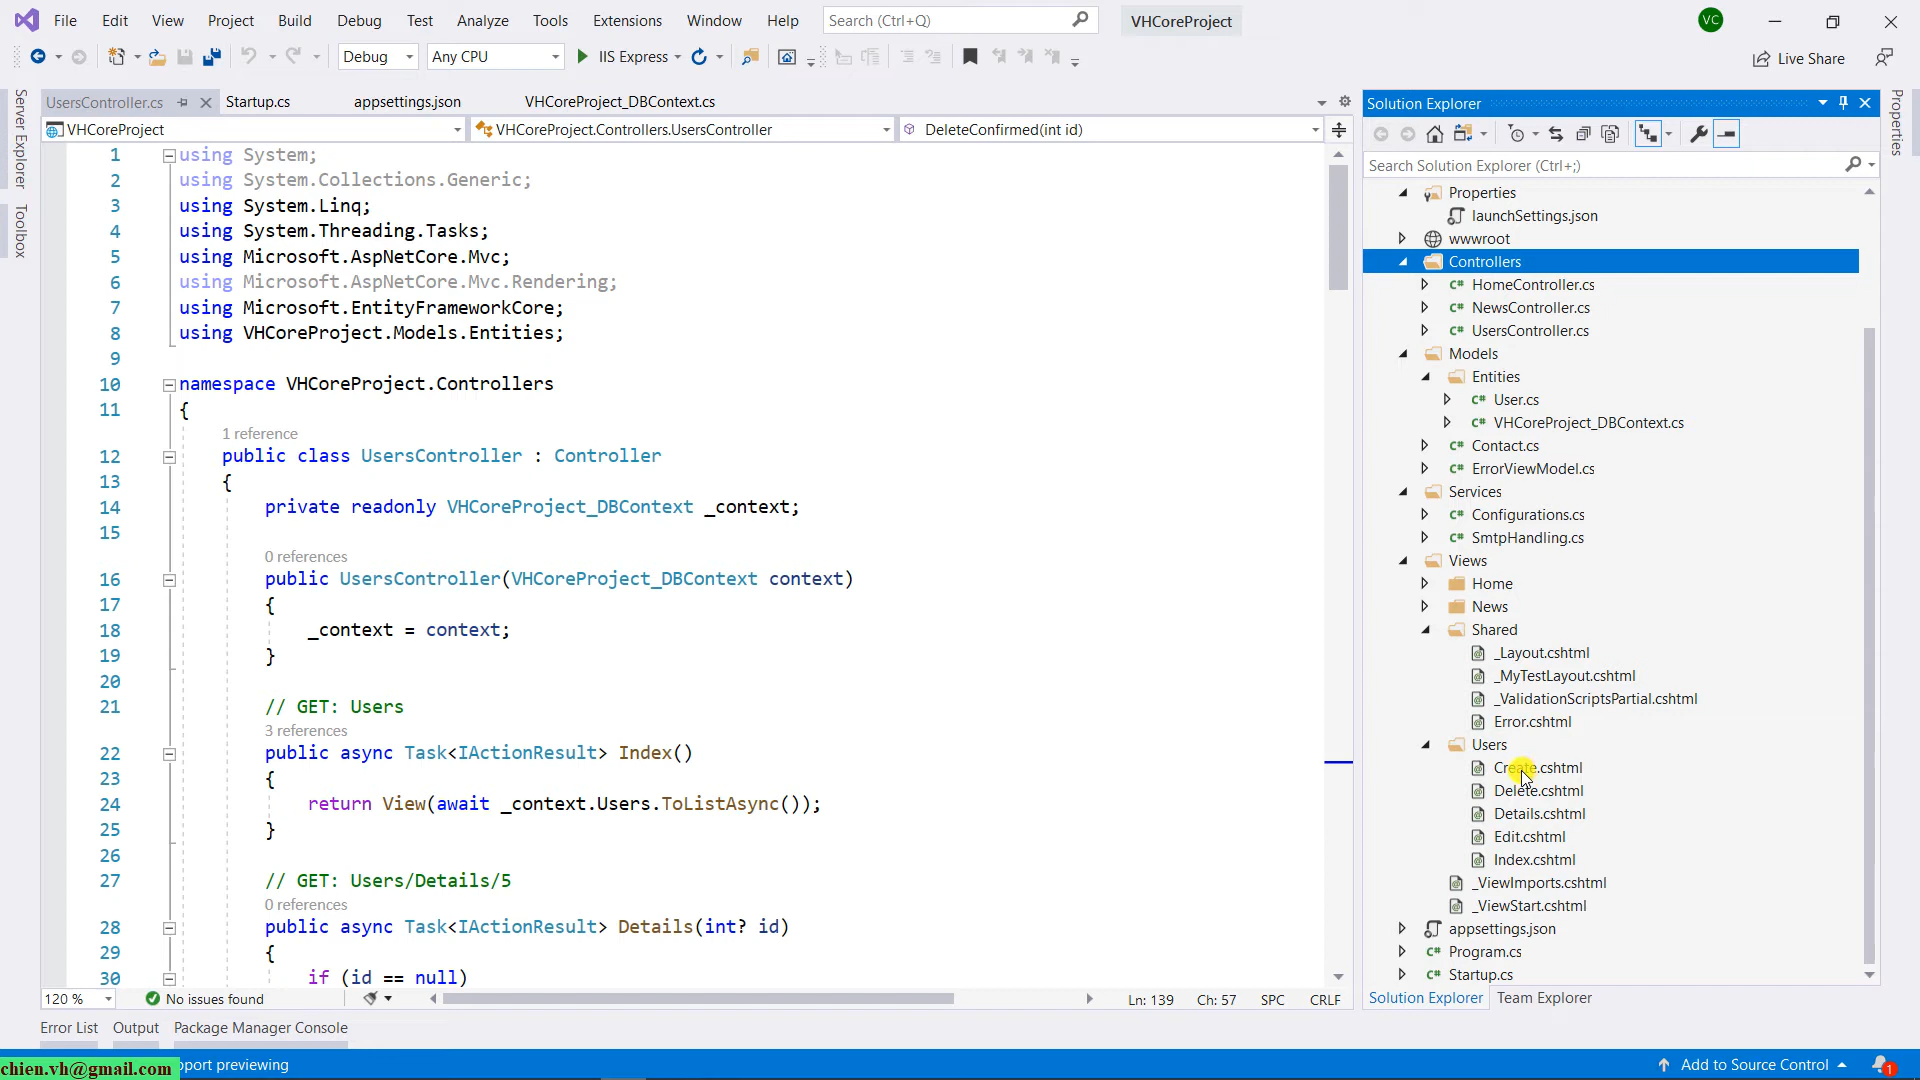 File Edit View Project Build Debug Test Analyze Tools Extensions Window Help Search (Ctrl+Q) VHCoreProject VC
Debug Any CPU IIS Express Live Share
Server Explorer
Toolbox
UsersController.cs Startup.cs appsettings.json VHCoreProject_DBContext.cs
VHCoreProject VHCoreProject.Controllers.UsersController DeleteConfirmed(int id)
1 using System;
2 using System.Collections.Generic;
3 using System.Linq;
4 using System.Threading.Tasks;
5 using Microsoft.AspNetCore.Mvc;
6 using Microsoft.AspNetCore.Mvc.Rendering;
7 using Microsoft.EntityFrameworkCore;
8 using VHCoreProject.Models.Entities;
9
10 namespace VHCoreProject.Controllers
11 {
1 reference
12 public class UsersController : Controller
13 {
14 private readonly VHCoreProject_DBContext _context;
15
0 references
16 public UsersController(VHCoreProject_DBContext context)
17 {
18 _context = context;
19 }
20
21 // GET: Users
3 references
22 public async Task<IActionResult> Index()
23 {
24 return View(await _context.Users.ToListAsync());
25 }
26
27 // GET: Users/Details/5
0 references
28 public async Task<IActionResult> Details(int? id)
29 {
30 if (id == null)
120 % No issues found Ln: 139 Ch: 57 SPC CRLF
Solution Explorer
Search Solution Explorer (Ctrl+;)
Properties
launchSettings.json
wwwroot
Controllers
HomeController.cs
NewsController.cs
UsersController.cs
Models
Entities
User.cs
VHCoreProject_DBContext.cs
Contact.cs
ErrorViewModel.cs
Services
Configurations.cs
SmtpHandling.cs
Views
Home
News
Shared
_Layout.cshtml
_MyTestLayout.cshtml
_ValidationScriptsPartial.cshtml
Error.cshtml
Users
Create.cshtml
Delete.cshtml
Details.cshtml
Edit.cshtml
Index.cshtml
_ViewImports.cshtml
_ViewStart.cshtml
appsettings.json
Program.cs
Startup.cs
Solution Explorer Team Explorer
Properties
Error List Output Package Manager Console
chien.vh@gmail.com pport previewing Add to Source Control 1